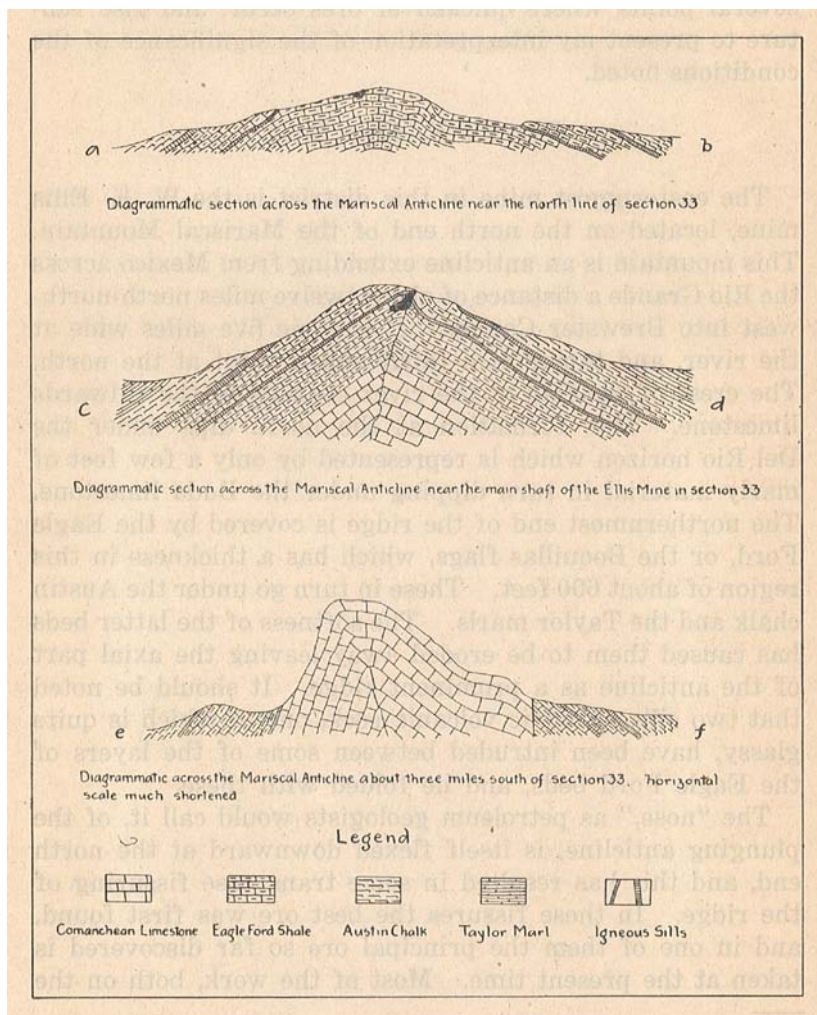 a
b
Diagrammatic section across the Mariscal Anticline near the north line of section 33
c
d
Diagrammatic section across the Mariscal Anticline near the main shaft of the Ellis Mine in section 33
e
f
Diagrammatic across the Mariscal Anticline about three miles south of section 33, horizontal
scale much shortened
Legend
Comanchean Limestone Eagle Ford Shale Austin Chalk Taylor Marl Igneous Sills